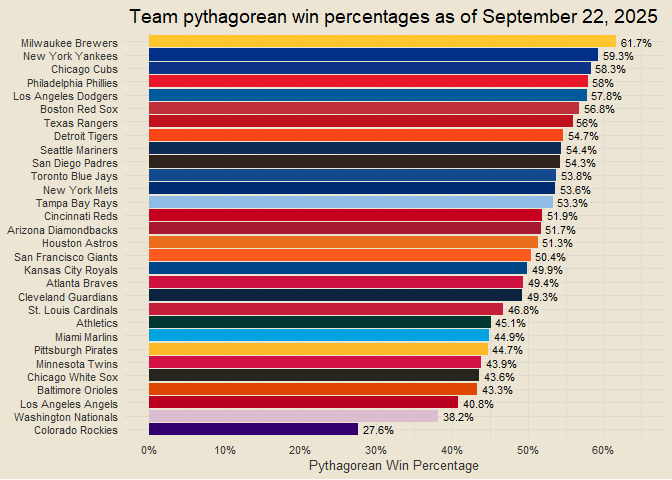 Team pythagorean win percentages as of September 22, 2025
Milwaukee Brewers 61.7%
New York Yankees 59.3%
Chicago Cubs 58.3%
Philadelphia Phillies 58%
Los Angeles Dodgers 57.8%
Boston Red Sox 56.8%
Texas Rangers 56%
Detroit Tigers 54.7%
Seattle Mariners 54.4%
San Diego Padres 54.3%
Toronto Blue Jays 53.8%
New York Mets 53.6%
Tampa Bay Rays 53.3%
Cincinnati Reds 51.9%
Arizona Diamondbacks 51.7%
Houston Astros 51.3%
San Francisco Giants 50.4%
Kansas City Royals 49.9%
Atlanta Braves 49.4%
Cleveland Guardians 49.3%
St. Louis Cardinals 46.8%
Athletics 45.1%
Miami Marlins 44.9%
Pittsburgh Pirates 44.7%
Minnesota Twins 43.9%
Chicago White Sox 43.6%
Baltimore Orioles 43.3%
Los Angeles Angels 40.8%
Washington Nationals 38.2%
Colorado Rockies 27.6%
0% 10% 20% 30% 40% 50% 60%
Pythagorean Win Percentage